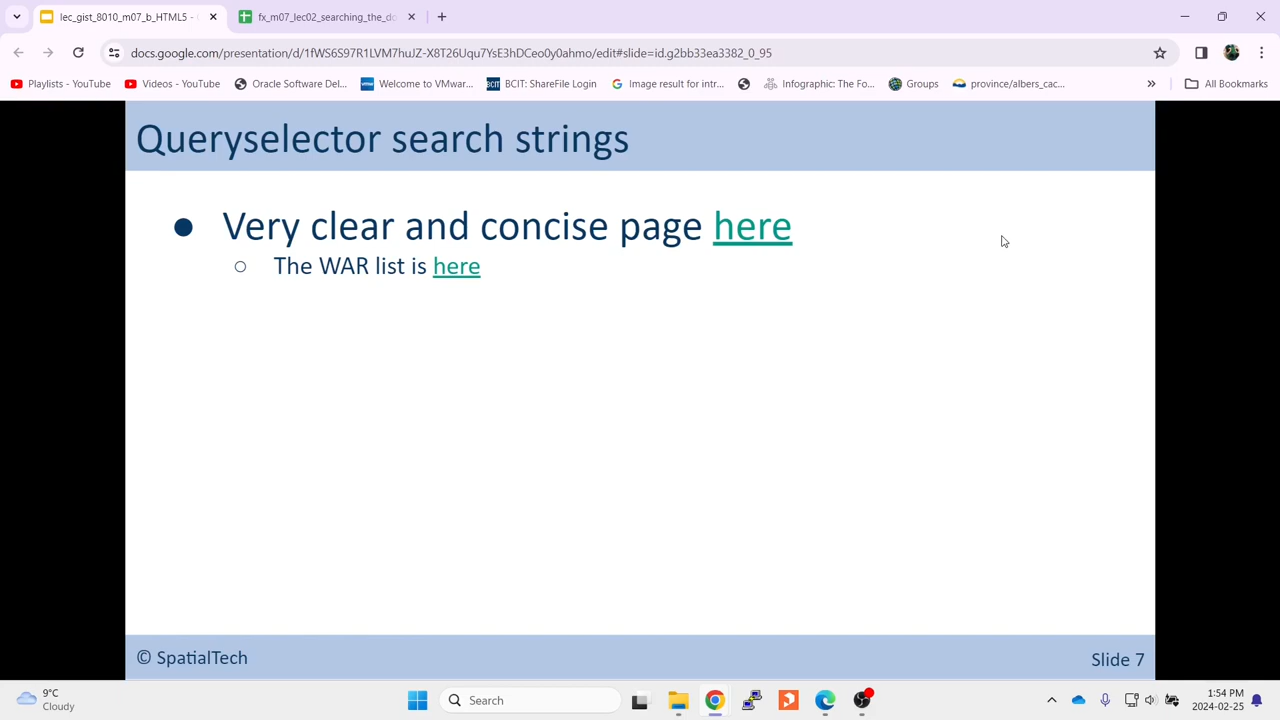 lec_gist_8010_m07_b_HTML5 -
fx_m07_lec02_searching_the_do
docs.google.com/presentation/d/1fWS6S97R1LVM7huJZ-X8T26Uqu7YsE3hDCeo0y0ahmo/edit#slide=id.g2bb33ea3382_0_95
Playlists - YouTube
Videos - YouTube
Oracle Software Del...
Welcome to VMwar...
BCIT: ShareFile Login
Image result for intr...
Infographic: The Fo...
Groups
province/albers_cac...
»
All Bookmarks
Queryselector search strings
● Very clear and concise page here
○ The WAR list is here
© SpatialTech
Slide 7
9°C
Cloudy
Search
1:54 PM
2024-02-25